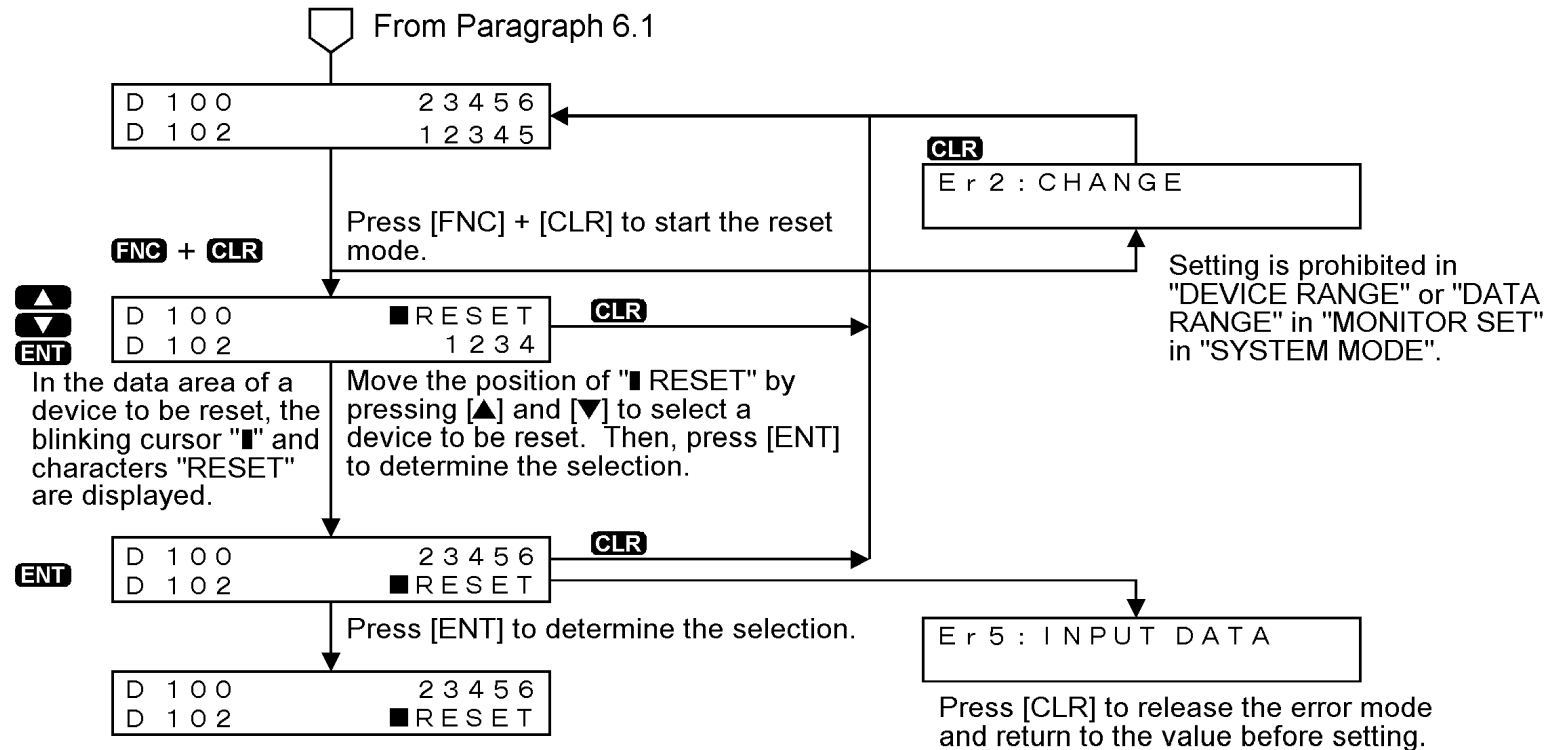 From Paragraph 6.1
D 100 23456
D 102 12345
CLR
Er2:CHANGE
Press [FNC] + [CLR] to start the reset
mode.
FNC + CLR
Setting is prohibited in
"DEVICE RANGE" or "DATA
RANGE" in "MONITOR SET"
in "SYSTEM MODE".
▲
▼
ENT
D 100 ■RESET
D 102 1234
CLR
In the data area of a
device to be reset, the
blinking cursor "▮" and
characters "RESET"
are displayed.
Move the position of "▮ RESET" by
pressing [▲] and [▼] to select a
device to be reset. Then, press [ENT]
to determine the selection.
ENT
D 100 23456
D 102 ■RESET
CLR
Press [ENT] to determine the selection.
Er5:INPUT DATA
D 100 23456
D 102 ■RESET
Press [CLR] to release the error mode
and return to the value before setting.